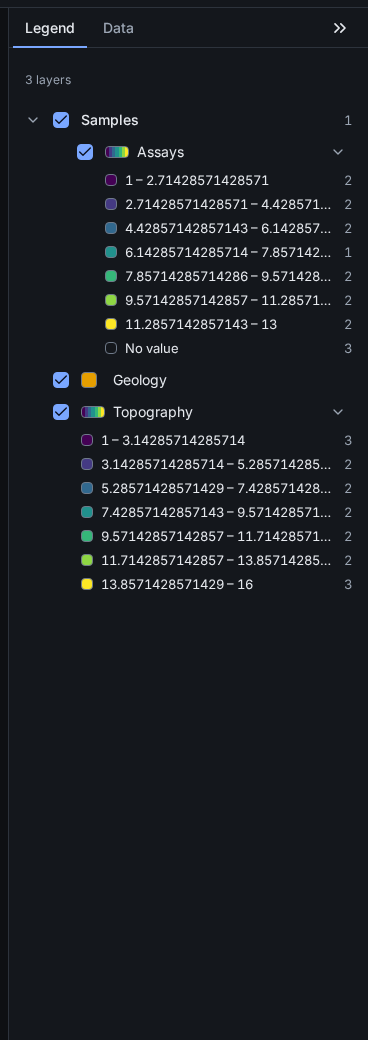 Legend Data
3 layers
Samples 1
Assays
1 – 2.71428571428571 2
2.71428571428571 – 4.428571... 2
4.42857142857143 – 6.142857... 2
6.14285714285714 – 7.857142... 1
7.85714285714286 – 9.571428... 2
9.57142857142857 – 11.28571... 2
11.2857142857143 – 13 2
No value 3
Geology
Topography
1 – 3.14285714285714 3
3.14285714285714 – 5.285714285... 2
5.28571428571429 – 7.428571428... 2
7.42857142857143 – 9.571428571... 2
9.57142857142857 – 11.71428571... 2
11.7142857142857 – 13.85714285... 2
13.8571428571429 – 16 3